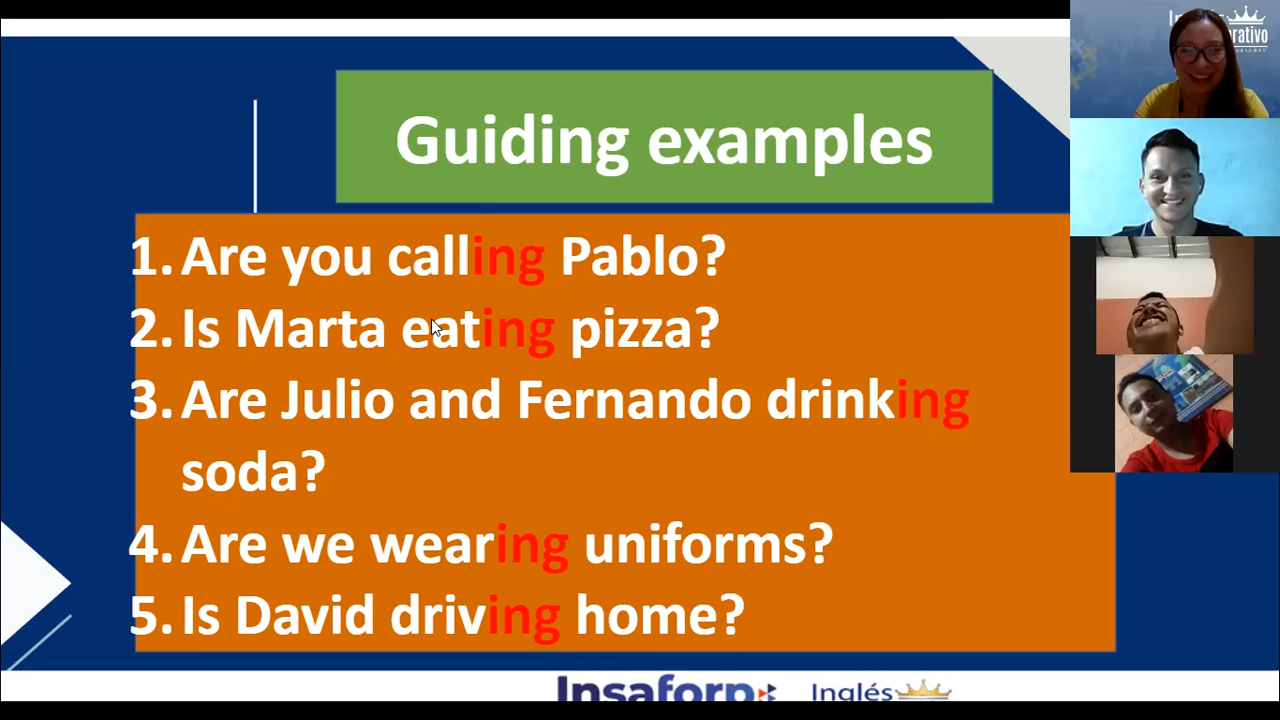 Guiding examples
1. Are you calling Pablo?
2. Is Marta eating pizza?
3. Are Julio and Fernando drinking
soda?
4. Are we wearing uniforms?
5. Is David driving home?
Insaforp
Inglés